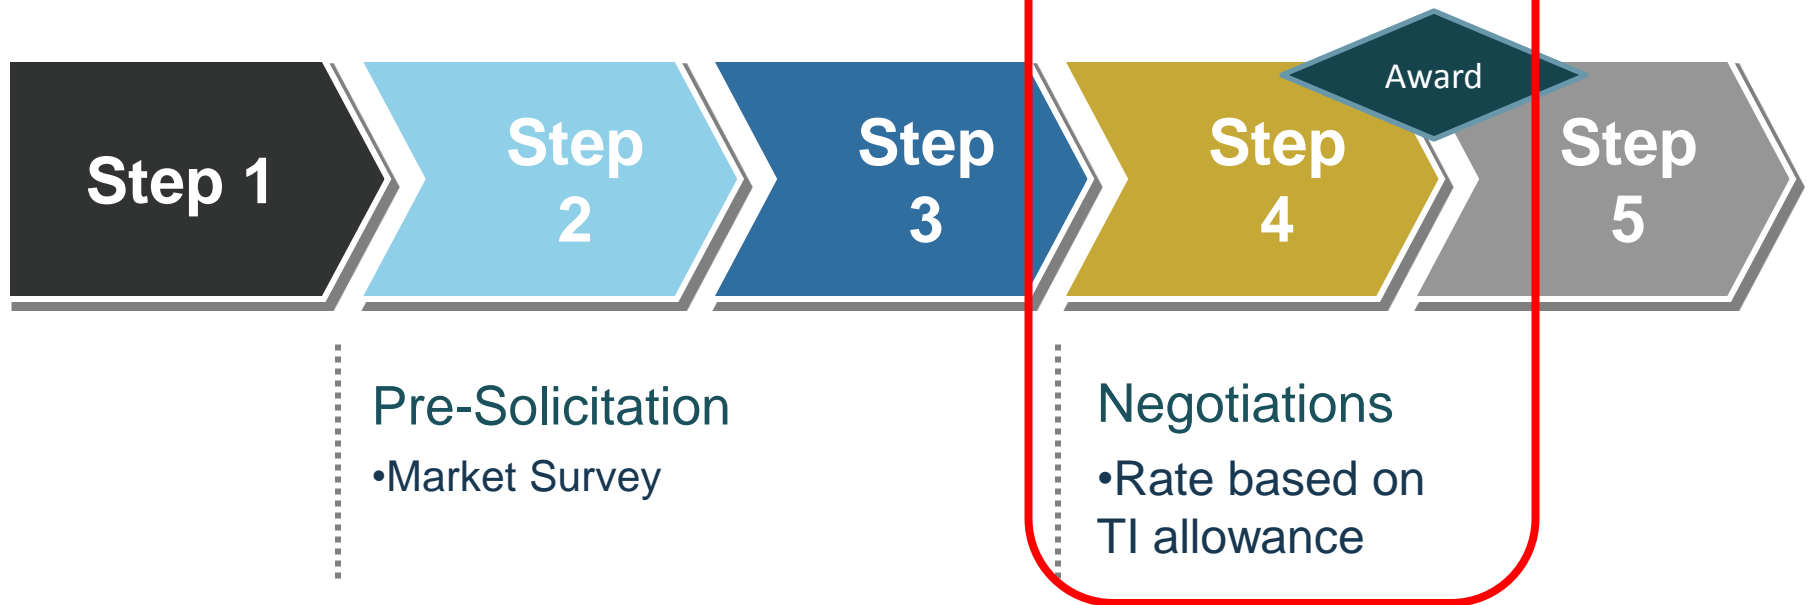 Award
Step 1
Step
2
Step
3
Step
4
Step
5
Pre-Solicitation
•Market Survey
Negotiations
•Rate based on
TI allowance